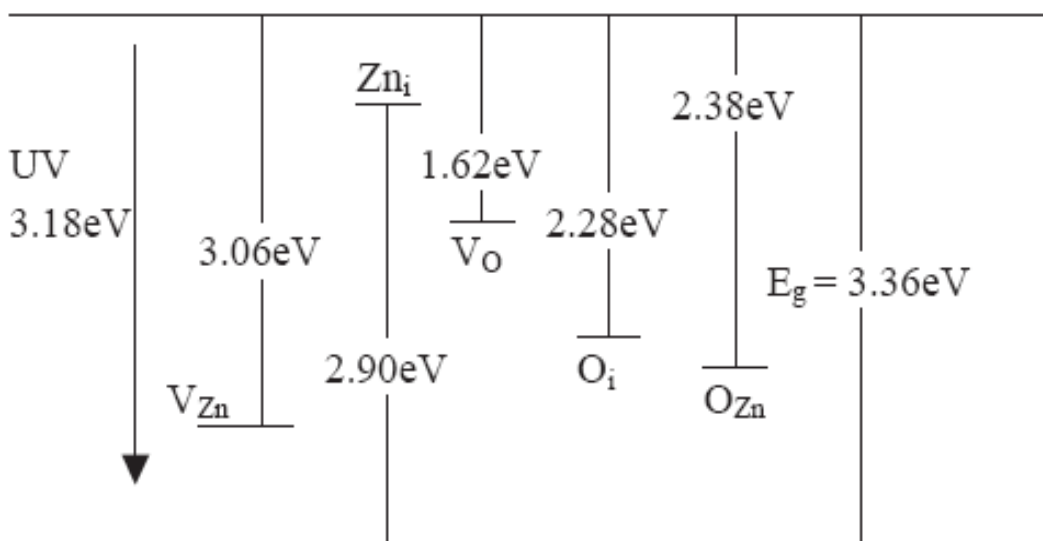 Zni
2.38eV
UV
1.62eV
3.18eV
2.28eV
3.06eV
VO
Eg = 3.36eV
2.90eV
Oi
VZn
OZn